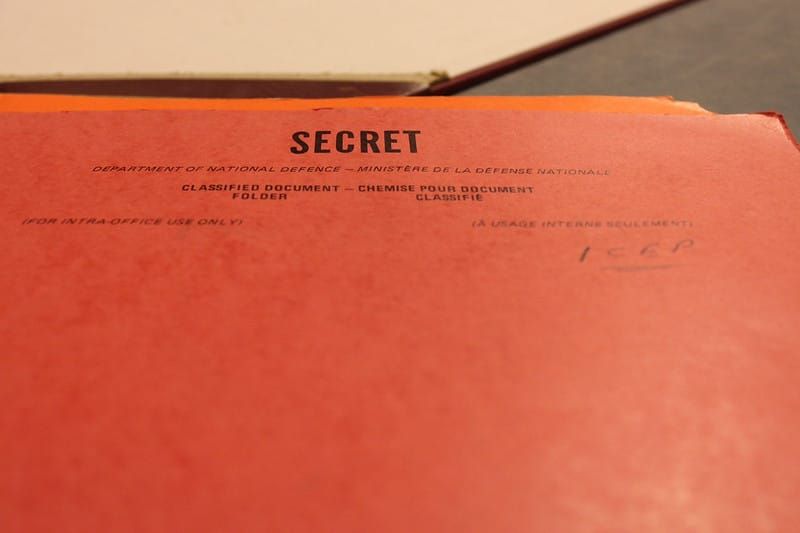 SECRET
DEPARTMENT OF NATIONAL DEFENCE – MINISTÈRE DE LA DÉFENSE NATIONALE
CLASSIFIED DOCUMENT – CHEMISE POUR DOCUMENT
FOLDER CLASSIFIÉ
(FOR INTRA-OFFICE USE ONLY) (À USAGE INTERNE SEULEMENT)
ICEP